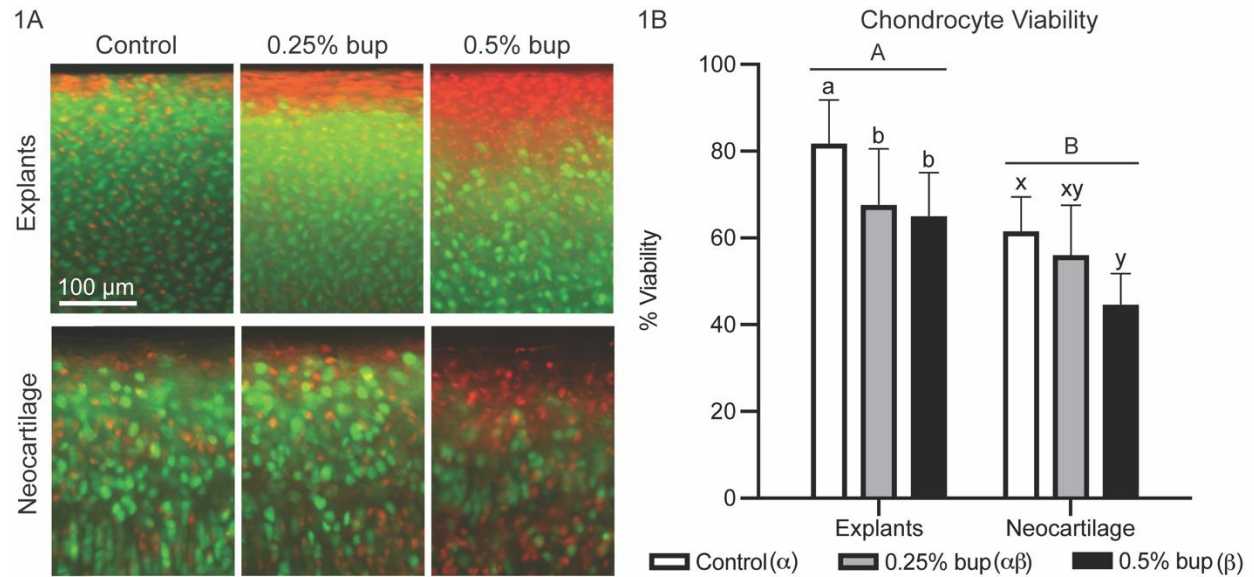 1A
Control 0.25% bup 0.5% bup
Explants
100 μm
Neocartilage
1B
Chondrocyte Viability
A
a
b
b
B
x
xy
y
% Viability
100
80
60
40
20
0
Explants Neocartilage
Control(α) 0.25% bup(αβ) 0.5% bup(β)